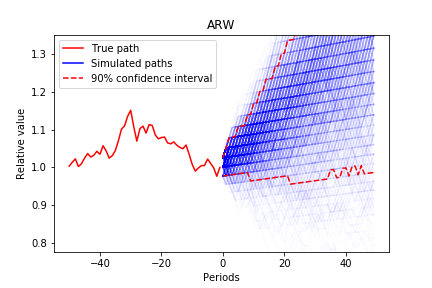 ARW
True path
Simulated paths
90% confidence interval
Relative value
1.3
1.2
1.1
1.0
0.9
0.8
−40
−20
0
20
40
Periods